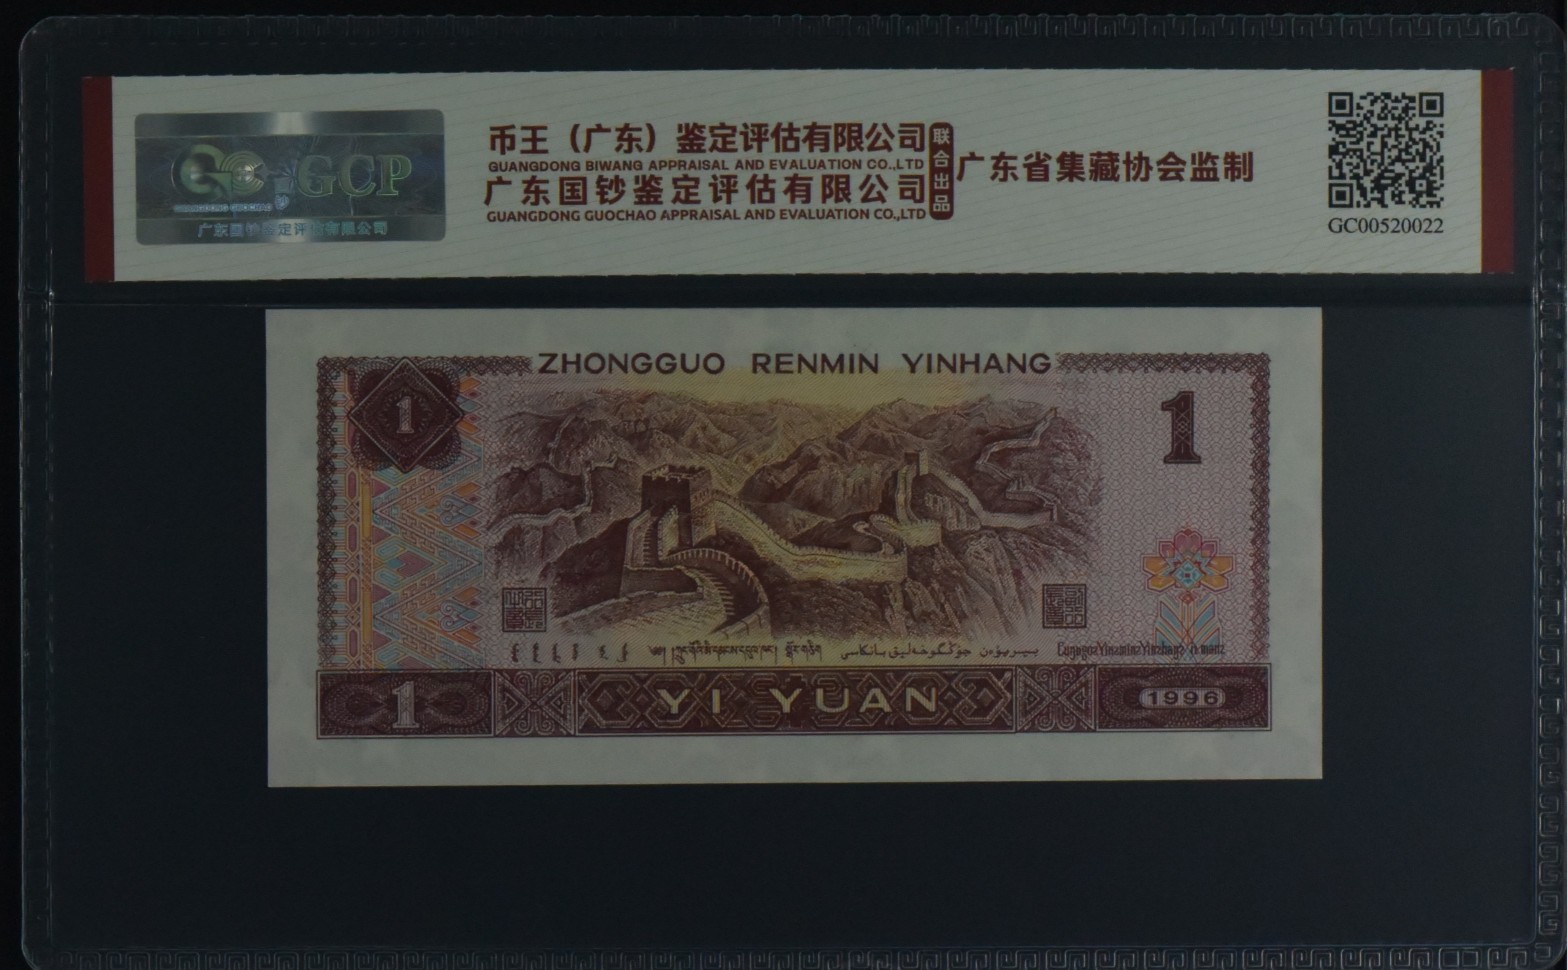 GCP
广东国钞鉴定评估有限公司
币王（广东）鉴定评估有限公司
GUANGDONG BIWANG APPRAISAL AND EVALUATION CO.,LTD
广东国钞鉴定评估有限公司
GUANGDONG GUOCHAO APPRAISAL AND EVALUATION CO.,LTD
联合出品
广东省集藏协会监制
GC00520022
ZHONGGUO RENMIN YINHANG
1
1
1
YI YUAN
1996